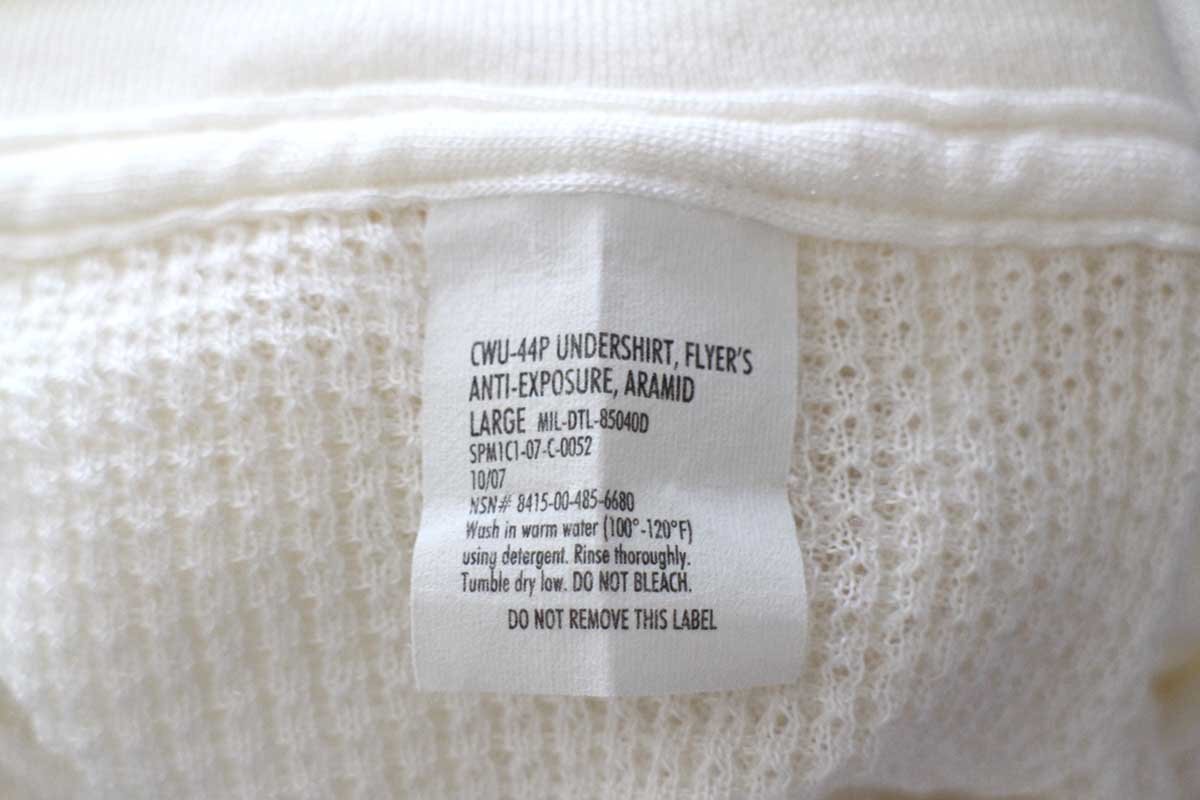 CWU-44P UNDERSHIRT, FLYER'S
ANTI-EXPOSURE, ARAMID
LARGE MIL-DTL-85040D
SPM1C1-07-C-0052
10/07
NSN# 8415-00-485-6680
Wash in warm water (100°-120°F)
using detergent. Rinse thoroughly.
Tumble dry low. DO NOT BLEACH.
DO NOT REMOVE THIS LABEL